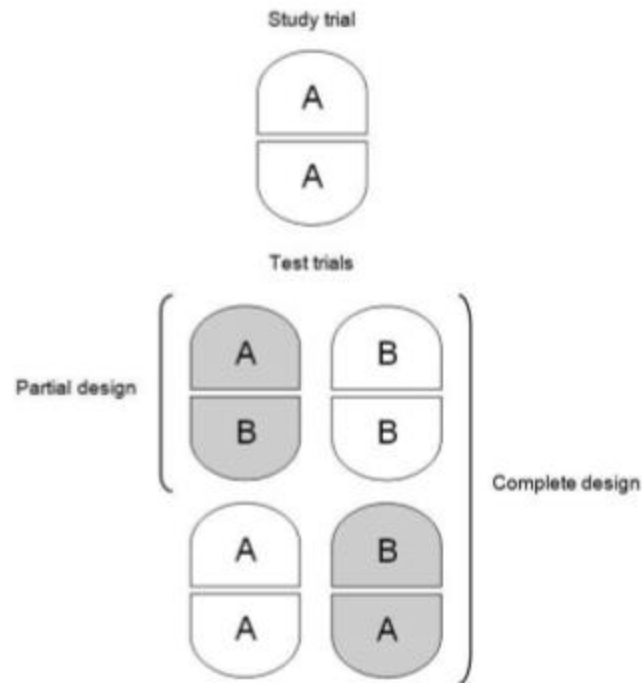 Study trial
A
A
Test trials
A B
Partial design
B B
Complete design
A B
A A